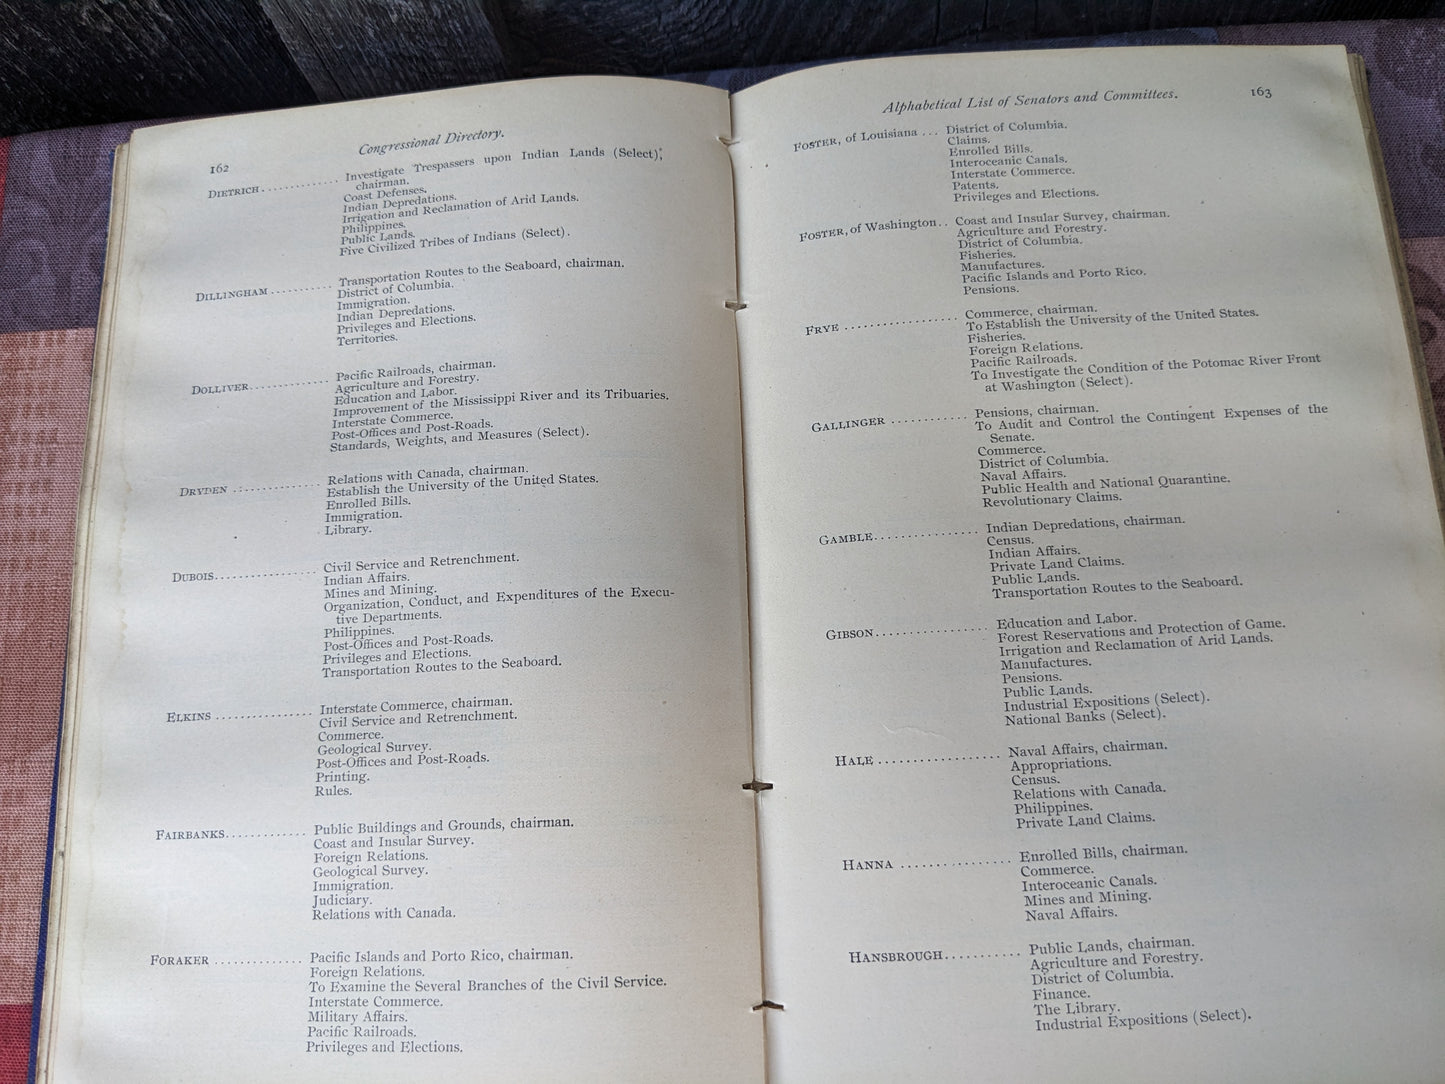 162
Congressional Directory.
DIETRICH............. Investigate Trespassers upon Indian Lands (Select),
chairman.
Coast Defenses.
Indian Depredations.
Irrigation and Reclamation of Arid Lands.
Philippines.
Public Lands.
Five Civilized Tribes of Indians (Select).
DILLINGHAM.......... Transportation Routes to the Seaboard, chairman.
District of Columbia.
Immigration.
Indian Depredations.
Privileges and Elections.
Territories.
DOLLIVER............. Pacific Railroads, chairman.
Agriculture and Forestry.
Education and Labor.
Improvement of the Mississippi River and its Tribuaries.
Interstate Commerce.
Post-Offices and Post-Roads.
Standards, Weights, and Measures (Select).
DRYDEN.............. Relations with Canada, chairman.
Establish the University of the United States.
Enrolled Bills.
Immigration.
Library.
DUBOIS................ Civil Service and Retrenchment.
Indian Affairs.
Mines and Mining.
Organization, Conduct, and Expenditures of the Execu-
tive Departments.
Philippines.
Post-Offices and Post-Roads.
Privileges and Elections.
Transportation Routes to the Seaboard.
ELKINS................ Interstate Commerce, chairman.
Civil Service and Retrenchment.
Commerce.
Geological Survey.
Post-Offices and Post-Roads.
Printing.
Rules.
FAIRBANKS............. Public Buildings and Grounds, chairman.
Coast and Insular Survey.
Foreign Relations.
Geological Survey.
Immigration.
Judiciary.
Relations with Canada.
FORAKER.............. Pacific Islands and Porto Rico, chairman.
Foreign Relations.
To Examine the Several Branches of the Civil Service.
Interstate Commerce.
Military Affairs.
Pacific Railroads.
Privileges and Elections.
Alphabetical List of Senators and Committees.
163
FOSTER, of Louisiana ... District of Columbia.
Claims.
Enrolled Bills.
Interoceanic Canals.
Interstate Commerce.
Patents.
Privileges and Elections.
FOSTER, of Washington.. Coast and Insular Survey, chairman.
Agriculture and Forestry.
District of Columbia.
Fisheries.
Manufactures.
Pacific Islands and Porto Rico.
Pensions.
FRYE.................. Commerce, chairman.
To Establish the University of the United States.
Fisheries.
Foreign Relations.
Pacific Railroads.
To Investigate the Condition of the Potomac River Front
at Washington (Select).
GALLINGER............ Pensions, chairman.
To Audit and Control the Contingent Expenses of the
Senate.
Commerce.
District of Columbia.
Naval Affairs.
Public Health and National Quarantine.
Revolutionary Claims.
GAMBLE................ Indian Depredations, chairman.
Census.
Indian Affairs.
Private Land Claims.
Public Lands.
Transportation Routes to the Seaboard.
GIBSON................. Education and Labor.
Forest Reservations and Protection of Game.
Irrigation and Reclamation of Arid Lands.
Manufactures.
Pensions.
Public Lands.
Industrial Expositions (Select).
National Banks (Select).
HALE................... Naval Affairs, chairman.
Appropriations.
Census.
Relations with Canada.
Philippines.
Private Land Claims.
HANNA................ Enrolled Bills, chairman.
Commerce.
Interoceanic Canals.
Mines and Mining.
Naval Affairs.
HANSBROUGH............ Public Lands, chairman.
Agriculture and Forestry.
District of Columbia.
Finance.
The Library.
Industrial Expositions (Select).